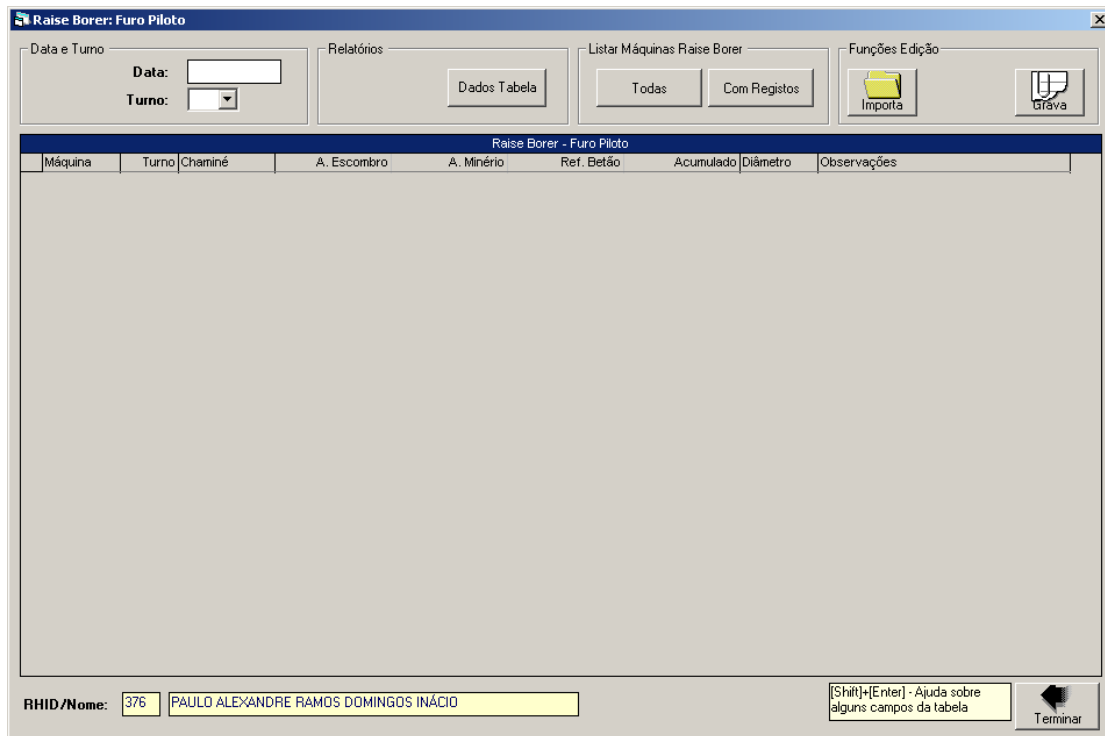 Raise Borer: Furo Piloto
Data e Turno
Relatórios
Listar Máquinas Raise Borer
Funções Edição
Data:
Turno:
Dados Tabela
Todas
Com Registos
Importa
Grava
Raise Borer - Furo Piloto
Máquina Turno Chaminé A. Escombro A. Minério Ref. Betão Acumulado Diâmetro Observações
RHID/Nome: 376 PAULO ALEXANDRE RAMOS DOMINGOS INÁCIO
[Shift]+[Enter] - Ajuda sobre
alguns campos da tabela
Terminar